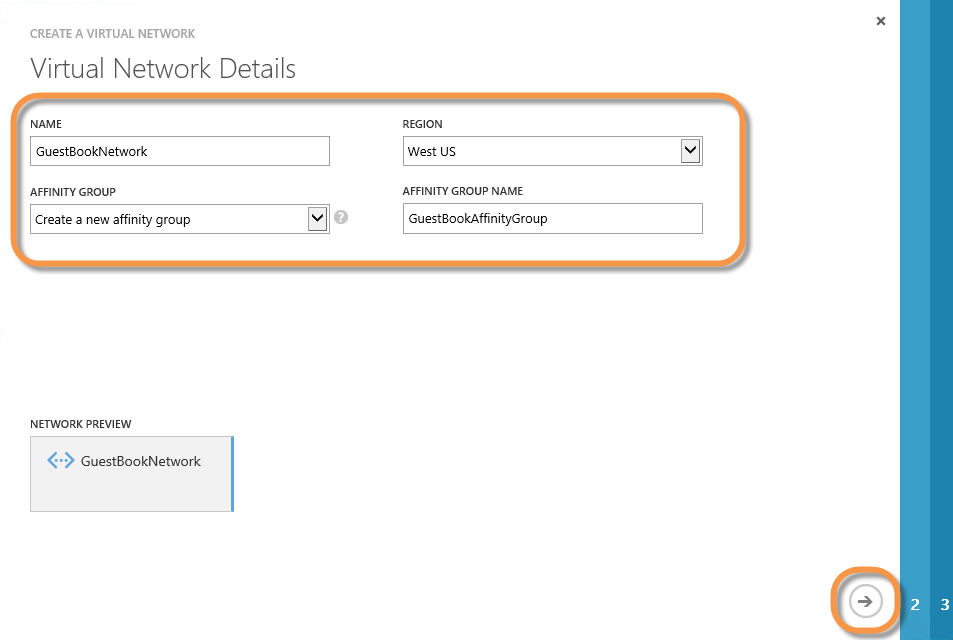 CREATE A VIRTUAL NETWORK
Virtual Network Details
NAME
REGION
GuestBookNetwork
West US
AFFINITY GROUP
AFFINITY GROUP NAME
Create a new affinity group
?
GuestBookAffinityGroup
NETWORK PREVIEW
GuestBookNetwork
2 3